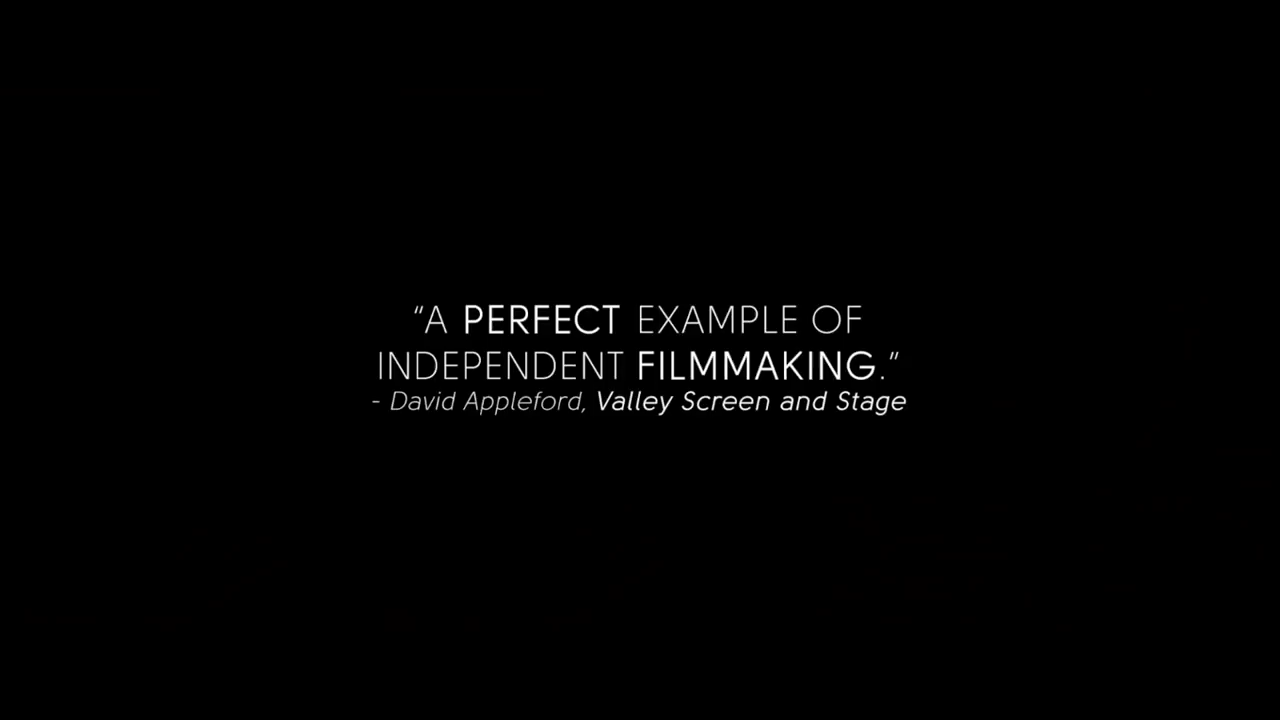 “A PERFECT EXAMPLE OF
INDEPENDENT FILMMAKING.”
- David Appleford, Valley Screen and Stage